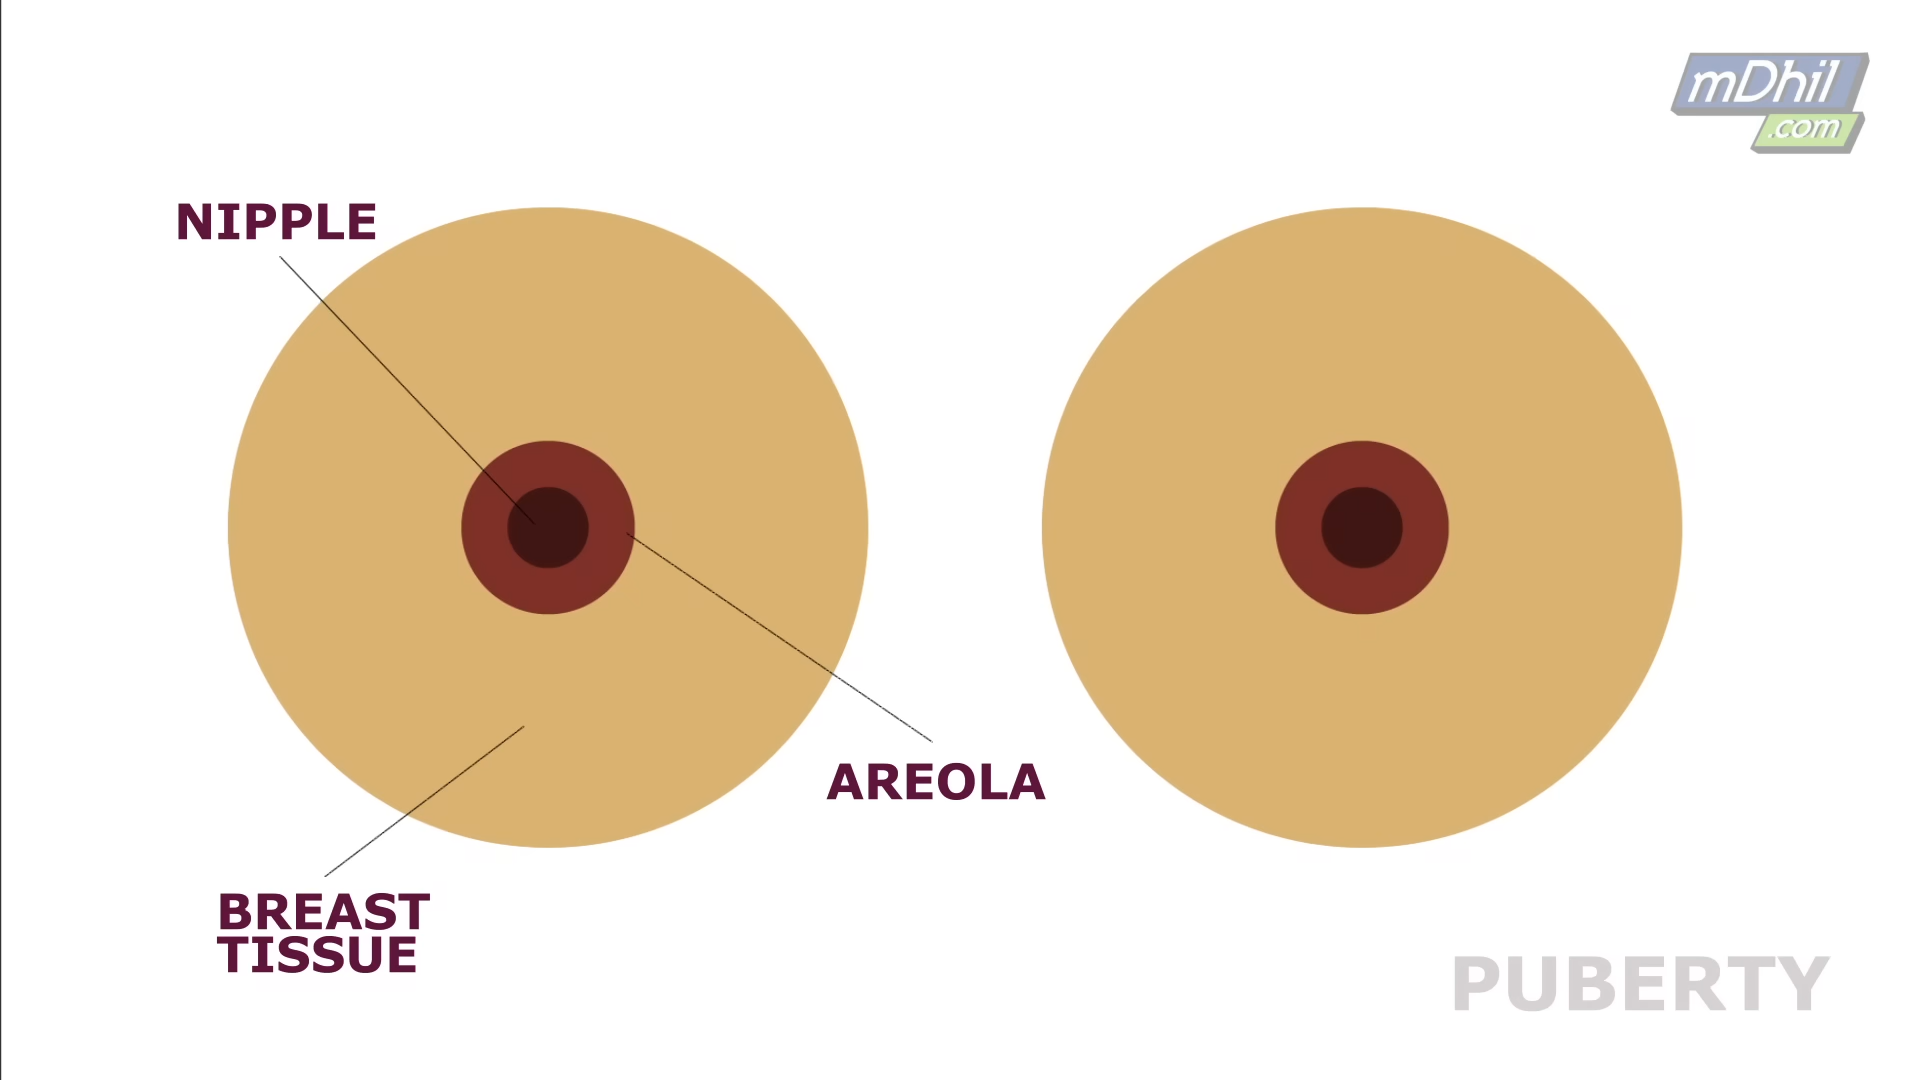 mDhil
.com
NIPPLE
AREOLA
BREAST
TISSUE
PUBERTY